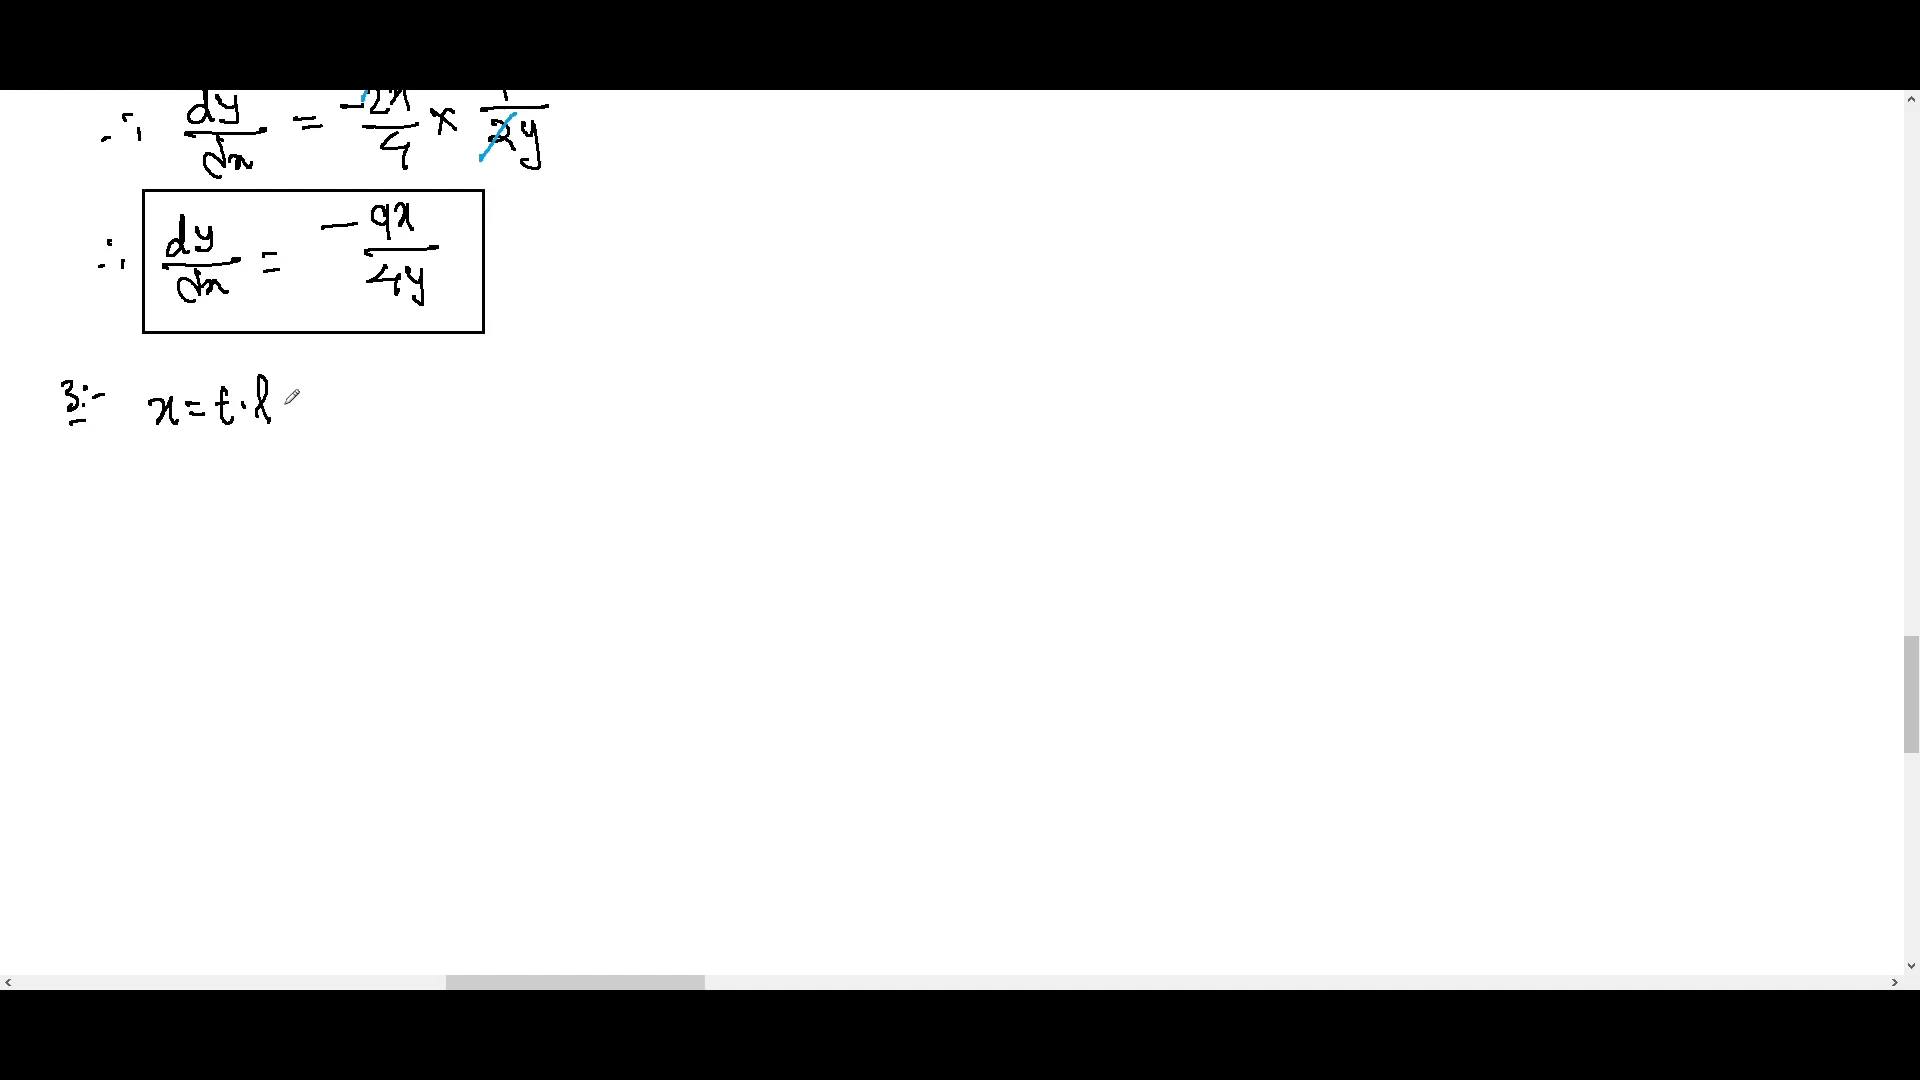 ∴ dy/dx = -2x/4 × 1/2y
∴ dy/dx = -9x/4y
3:- x = t · l